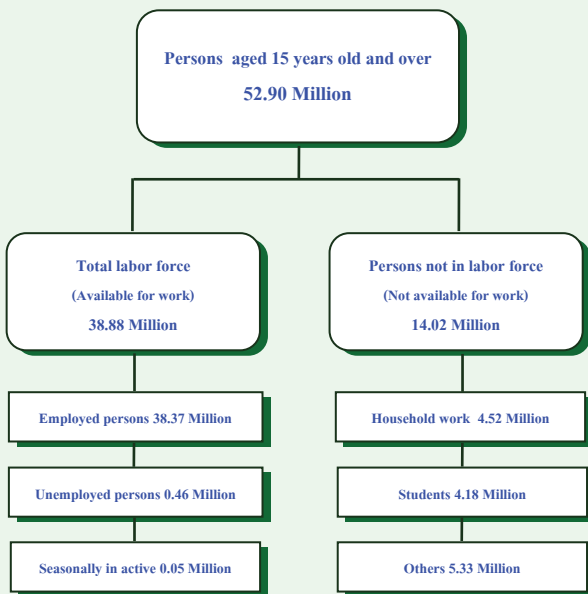 Persons aged 15 years old and over
52.90 Million
Total labor force
(Available for work)
38.88 Million
Persons not in labor force
(Not available for work)
14.02 Million
Employed persons 38.37 Million
Household work 4.52 Million
Unemployed persons 0.46 Million
Students 4.18 Million
Seasonally in active 0.05 Million
Others 5.33 Million